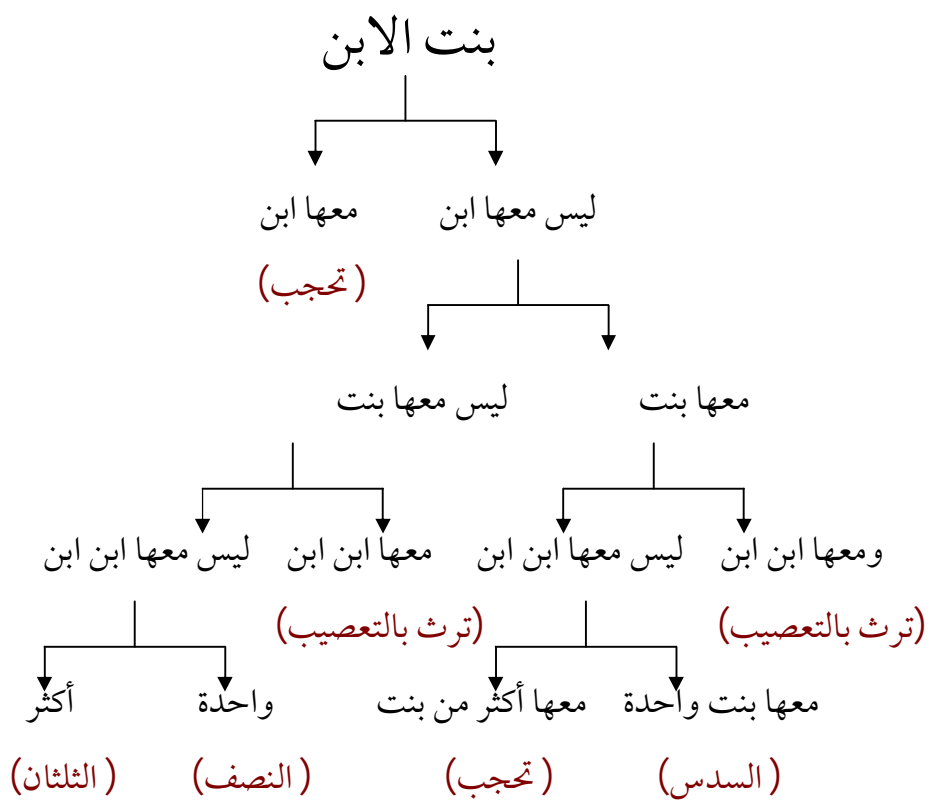 بنت الابن
ليس معها ابن
معها ابن
(تحجب)
معها بنت
ليس معها بنت
ومعها ابن ابن
ليس معها ابن ابن
معها ابن ابن
ليس معها ابن ابن
(ترث بالتعصيب)
(ترث بالتعصيب)
معها بنت واحدة
معها أكثر من بنت
واحدة
أكثر
(السدس)
(تحجب)
(النصف)
(الثلثان)